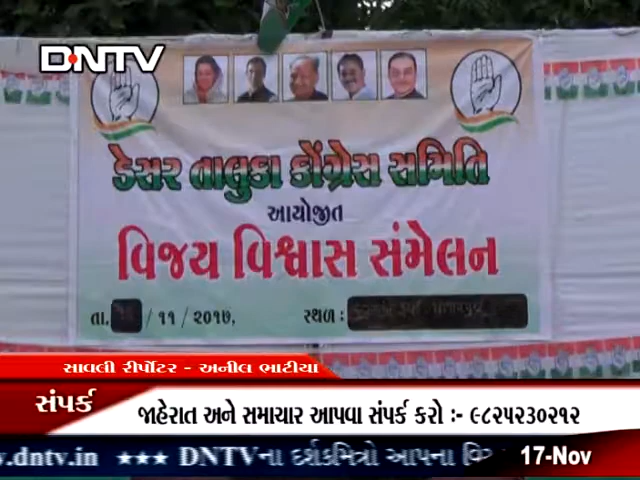 DNTV
ડેસર તાલુકા કોંગ્રેસ સમિતિ
આયોજીત
વિજય વિશ્વાસ સંમેલન
તા. / ૧૧ / ૨૦૧૭. સ્થળ :
સાવલી રીર્પોટર - અનીલ ભાટીયા
સંપર્ક જાહેરાત અને સમાચાર આપવા સંપર્ક કરો :- ૯૮૨૫૨૩૦૨૧૨
.dntv.in ★★★ DNTVના દર્શકમિત્રો આપના 17-Nov